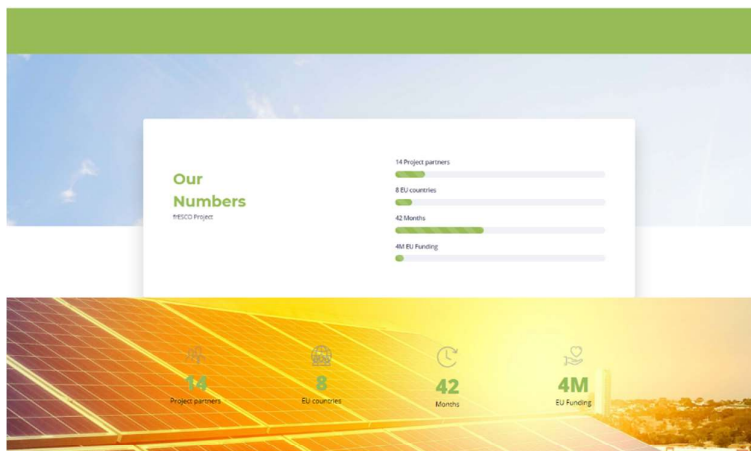 Our
Numbers
frESCO Project
14 Project partners
8 EU countries
42 Months
4M EU Funding
14
Project partners
8
EU countries
42
Months
4M
EU Funding